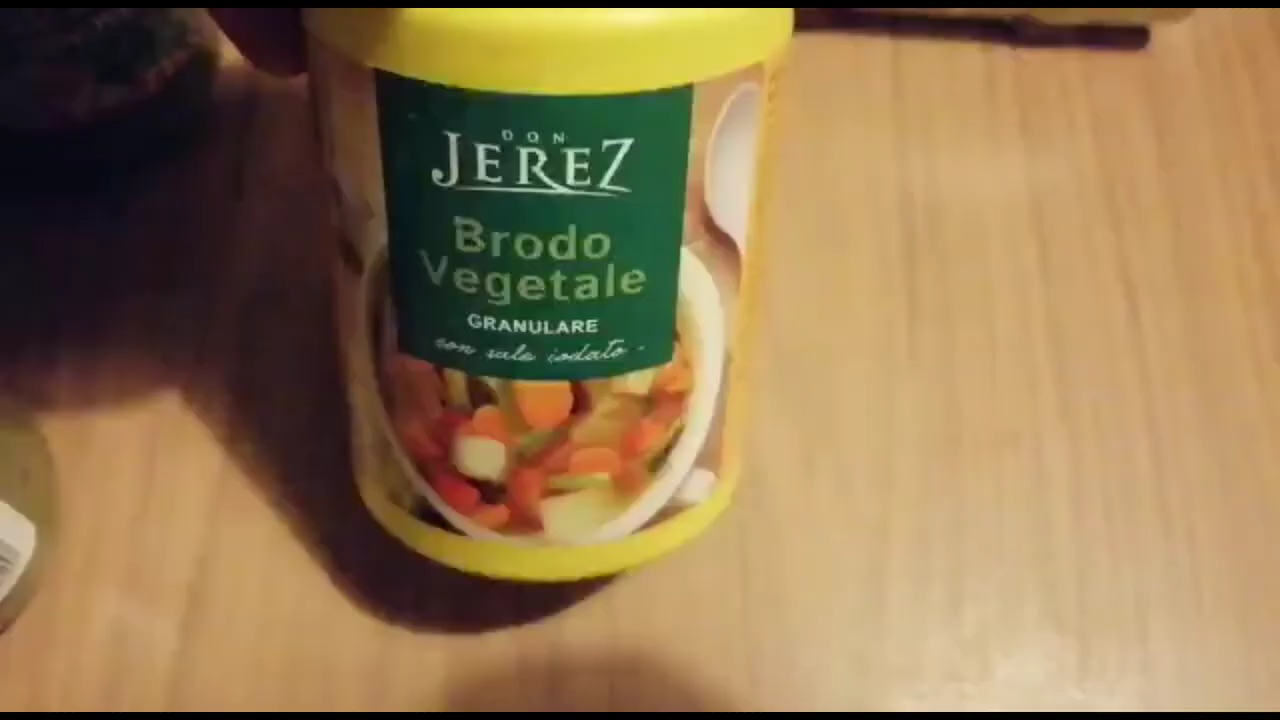 DON
JEREZ
Brodo
Vegetale
GRANULARE
con sale iodato